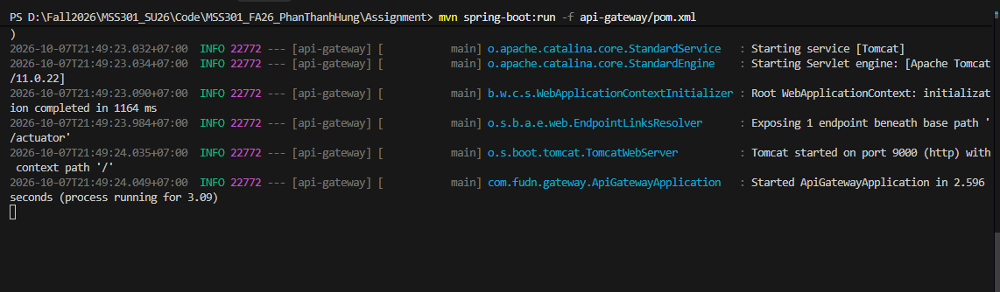 PS D:\Fall2026\MSS301_SU26\Code\MSS301_FA26_PhanThanhHung\Assignment> mvn spring-boot:run -f api-gateway/pom.xml
)
2026-10-07T21:49:23.032+07:00  INFO 22772 --- [api-gateway] [           main] o.apache.catalina.core.StandardService   : Starting service [Tomcat]
2026-10-07T21:49:23.034+07:00  INFO 22772 --- [api-gateway] [           main] o.apache.catalina.core.StandardEngine    : Starting Servlet engine: [Apache Tomcat
/11.0.22]
2026-10-07T21:49:23.090+07:00  INFO 22772 --- [api-gateway] [           main] b.w.c.s.WebApplicationContextInitializer : Root WebApplicationContext: initializat
ion completed in 1164 ms
2026-10-07T21:49:23.984+07:00  INFO 22772 --- [api-gateway] [           main] o.s.b.a.e.web.EndpointLinksResolver      : Exposing 1 endpoint beneath base path '
/actuator'
2026-10-07T21:49:24.035+07:00  INFO 22772 --- [api-gateway] [           main] o.s.boot.tomcat.TomcatWebServer          : Tomcat started on port 9000 (http) with
 context path '/'
2026-10-07T21:49:24.049+07:00  INFO 22772 --- [api-gateway] [           main] com.fudn.gateway.ApiGatewayApplication   : Started ApiGatewayApplication in 2.596 
seconds (process running for 3.09)